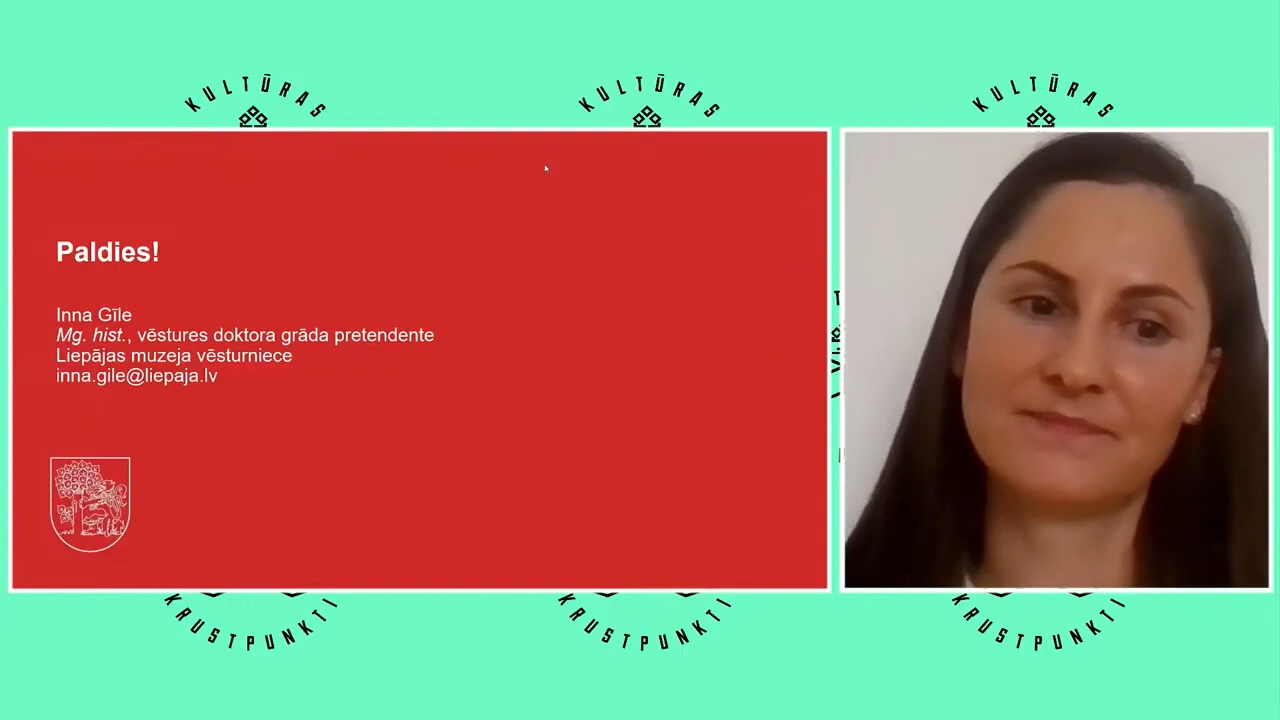 KULTŪRAS KULTŪRAS KULTŪRAS
Paldies!
Inna Gīle
Mg. hist., vēstures doktora grāda pretendente
Liepājas muzeja vēsturniece
inna.gile@liepaja.lv
KRUSTPUNKTI KRUSTPUNKTI KRUSTPUNKTI